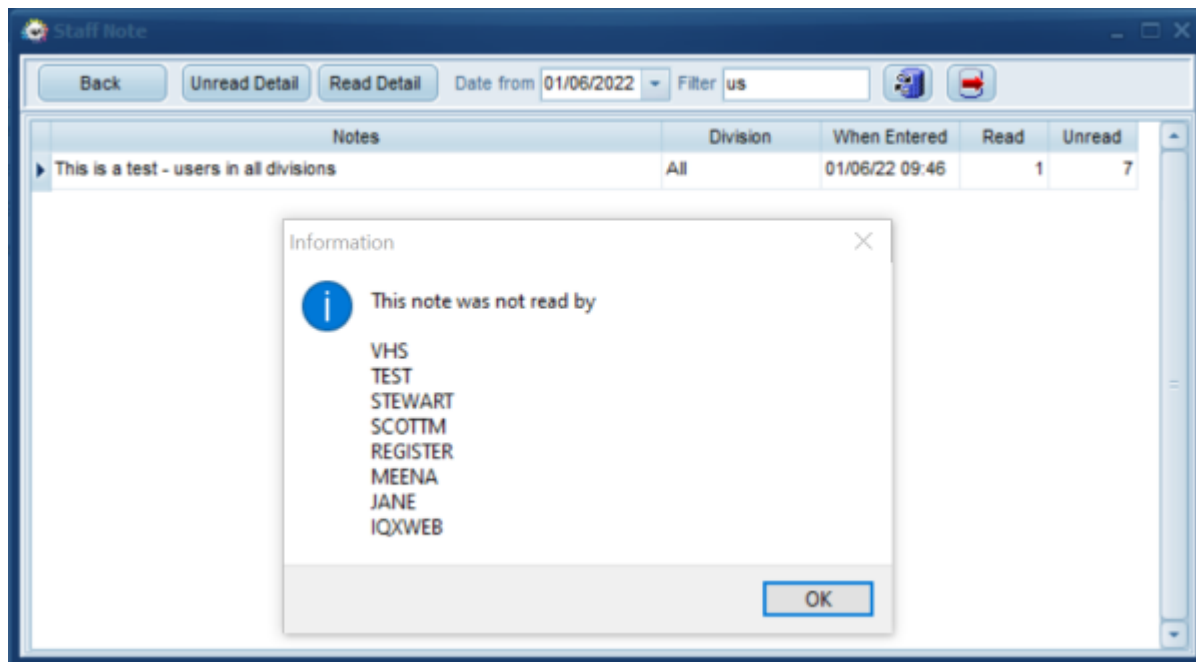 Staff Note
Back Unread Detail Read Detail Date from 01/06/2022 Filter us
Notes Division When Entered Read Unread
This is a test - users in all divisions All 01/06/22 09:46 1 7
Information
This note was not read by
VHS
TEST
STEWART
SCOTTM
REGISTER
MEENA
JANE
IQXWEB
OK